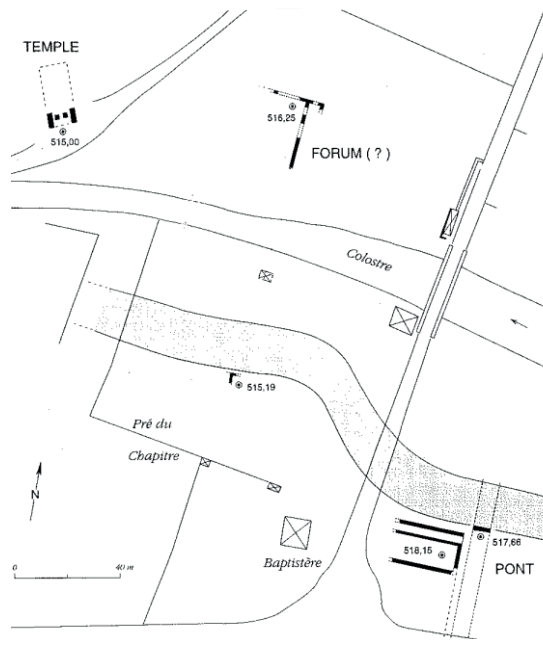 TEMPLE
515,00
516,25
FORUM ( ? )
Colostre
515,19
Pré du
Chapitre
N
Baptistère
518,15
517,66
PONT
0
40 m